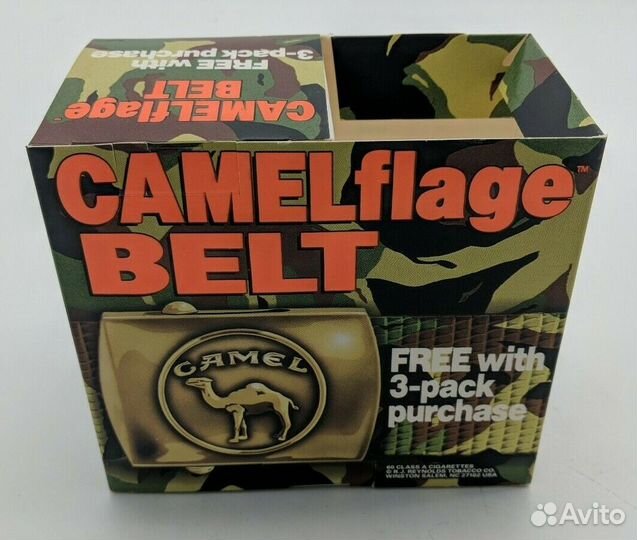 FREE with
3-pack purchase
CAMELflage™
BELT
CAMELflage™
BELT
CAMEL
FREE with
3-pack
purchase
60 CLASS A CIGARETTES
© R.J. REYNOLDS TOBACCO CO.
WINSTON SALEM, NC 27102 USA
Avito